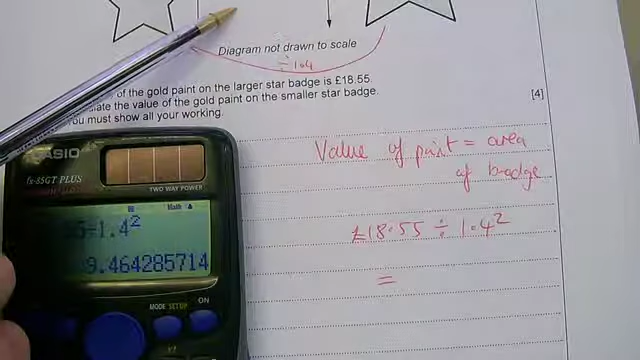 Diagram not drawn to scale
÷1.4
of the gold paint on the larger star badge is £18.55.
the value of the gold paint on the smaller star badge.
must show all your working.
[4]
Value of paint = area
of badge
£18.55 ÷ 1.4²
=
CASIO
fx-85GT PLUS
TWO WAY POWER
Math ▲
5÷1.4²
9.464285714
MODE SETUP ON